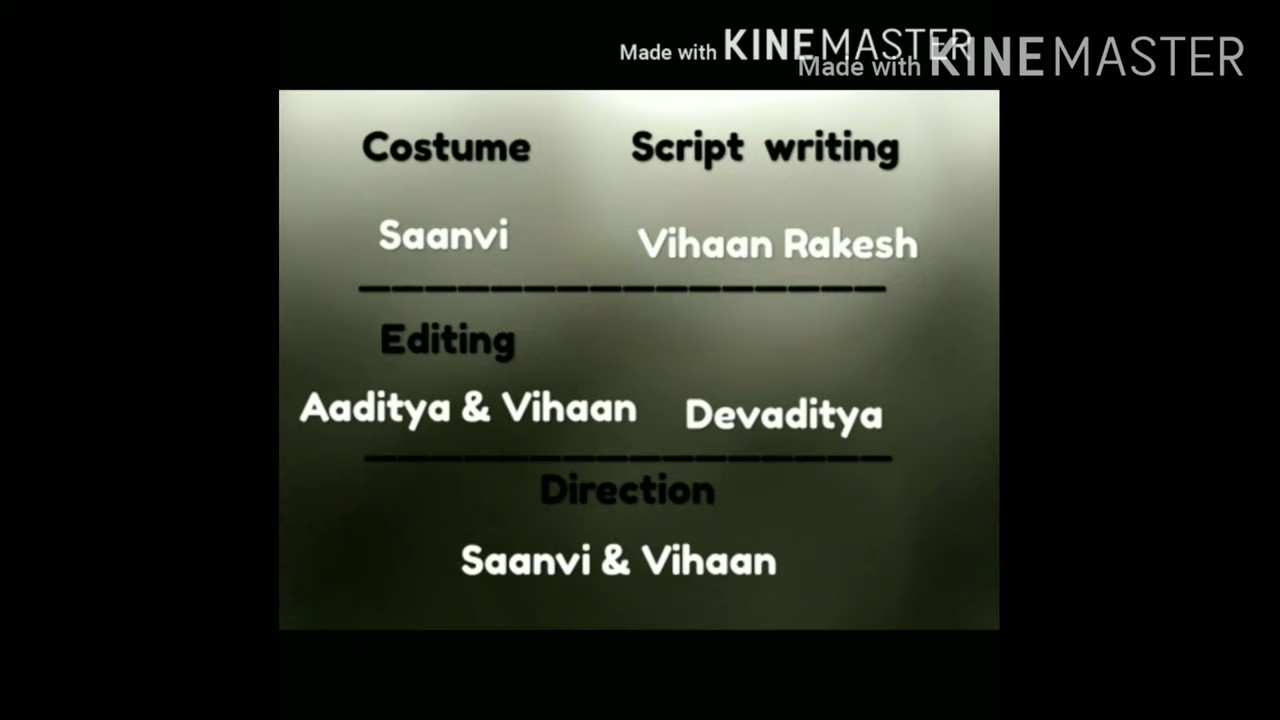 Made with KINEMASTER
Made with KINEMASTER
Costume Script writing
Saanvi Vihaan Rakesh
Editing
Aaditya & Vihaan Devaditya
Direction
Saanvi & Vihaan